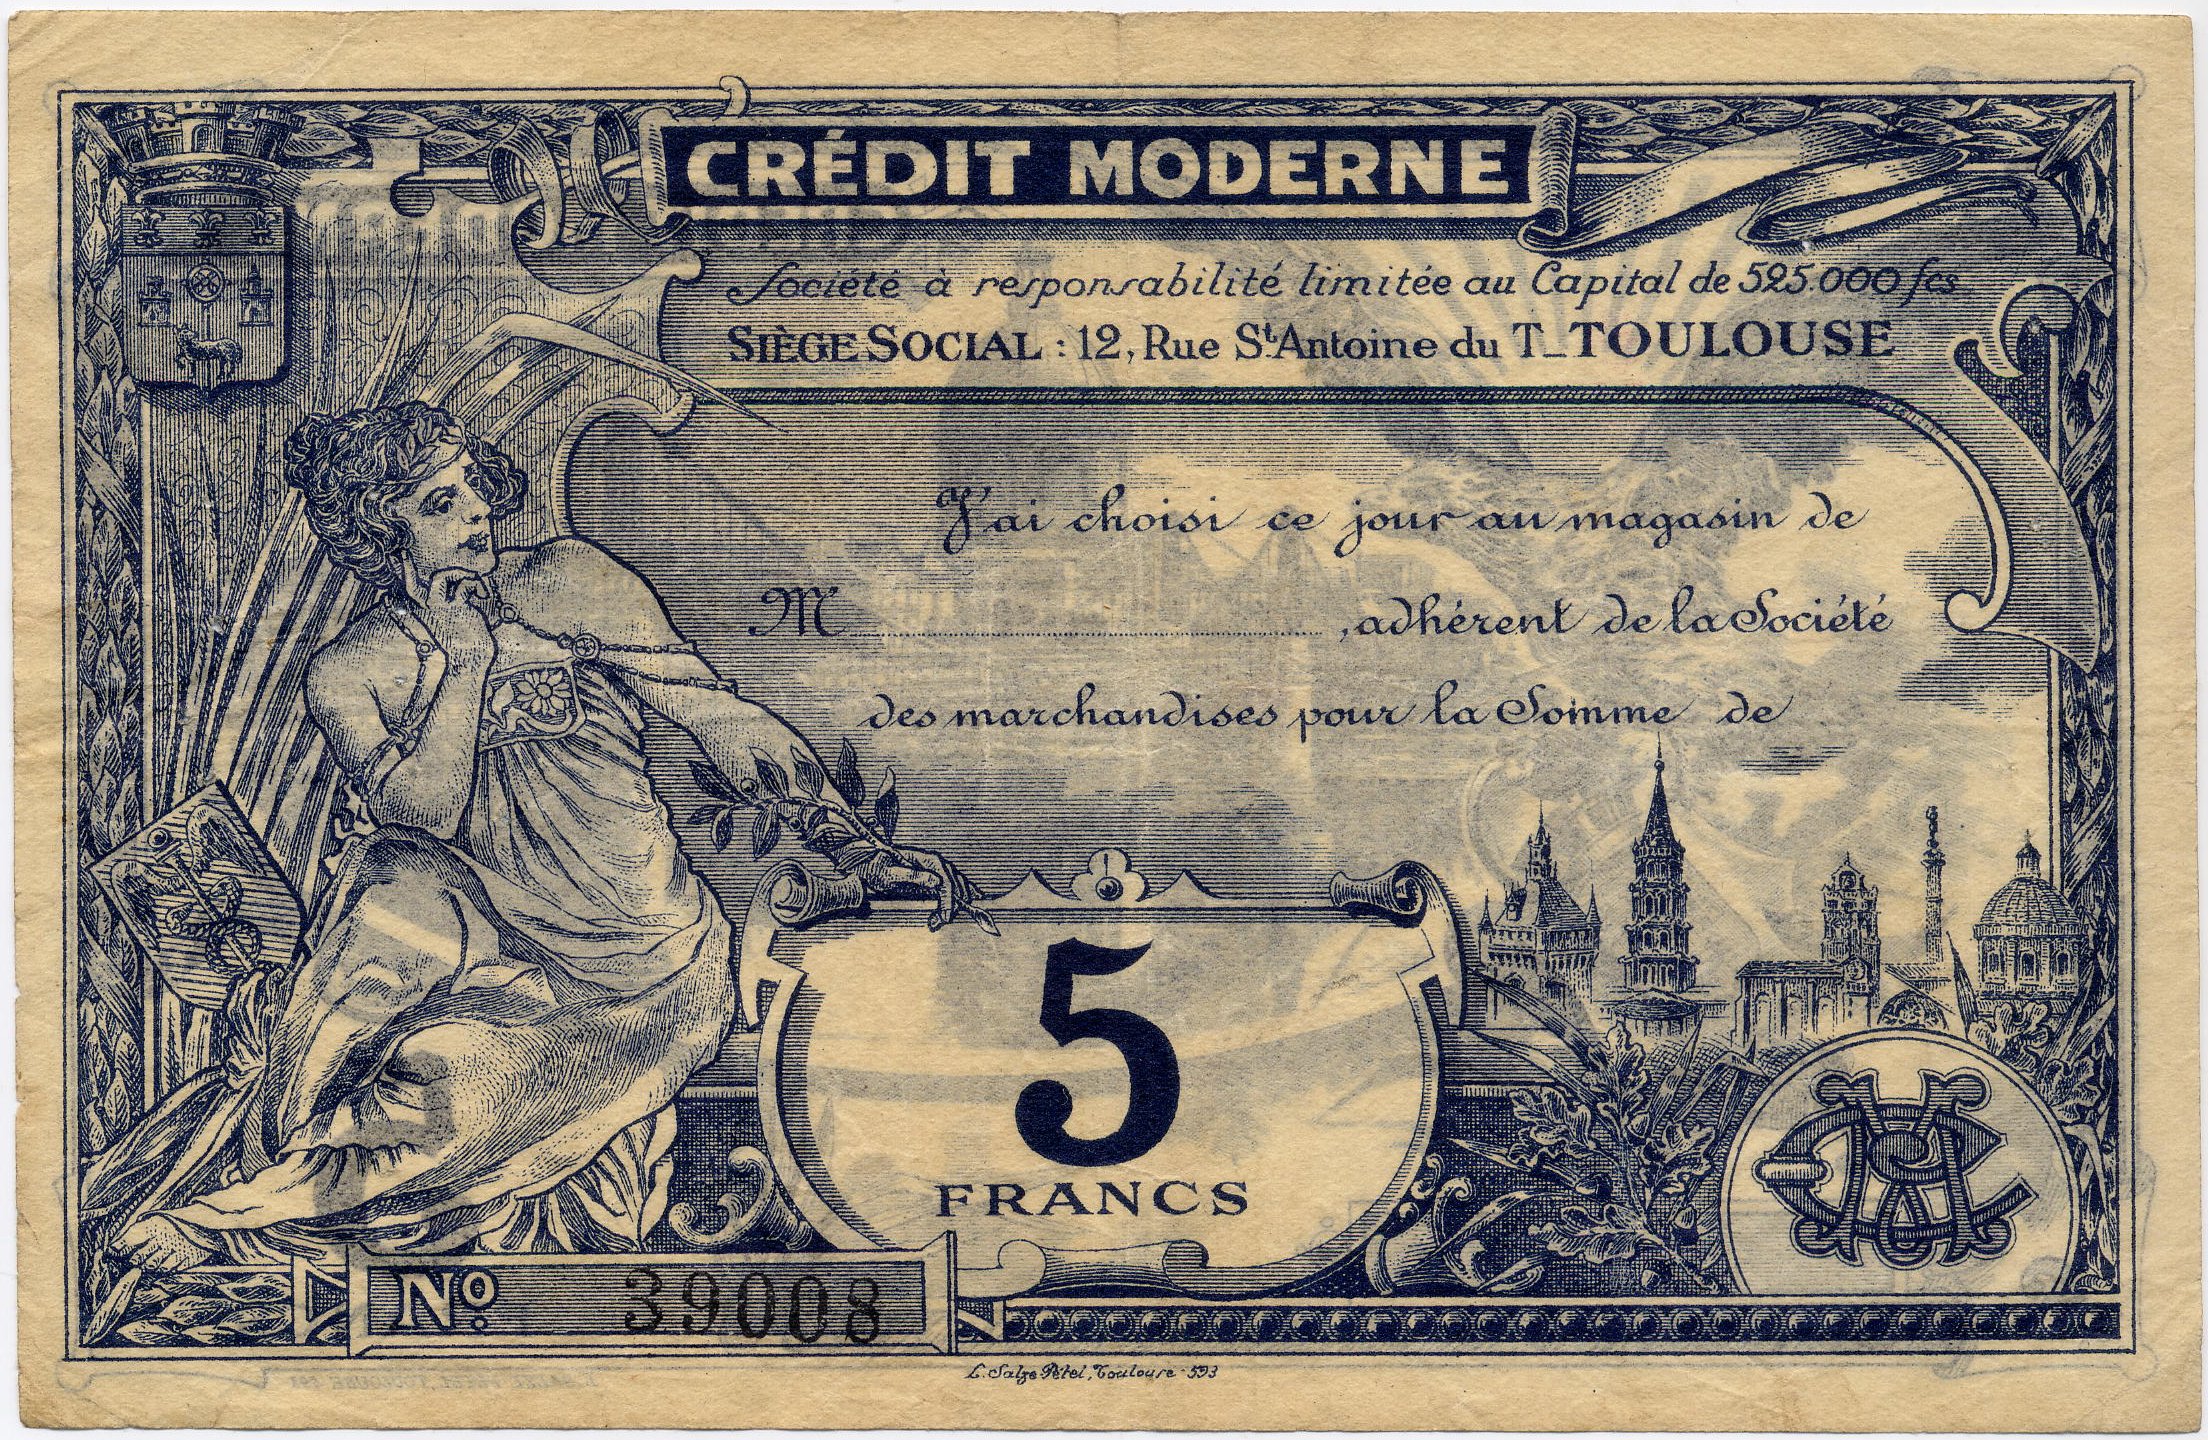 CRÉDIT MODERNE
Société à responsabilité limitée au Capital de 525.000 fcs
SIÈGE SOCIAL : 12, Rue St Antoine du T_TOULOUSE
J'ai choisi ce jour au magasin de
M , adhérent de la Société
des marchandises pour la Somme de
5
FRANCS
No. 39008
L. Salze Pétel, Toulouse - 593